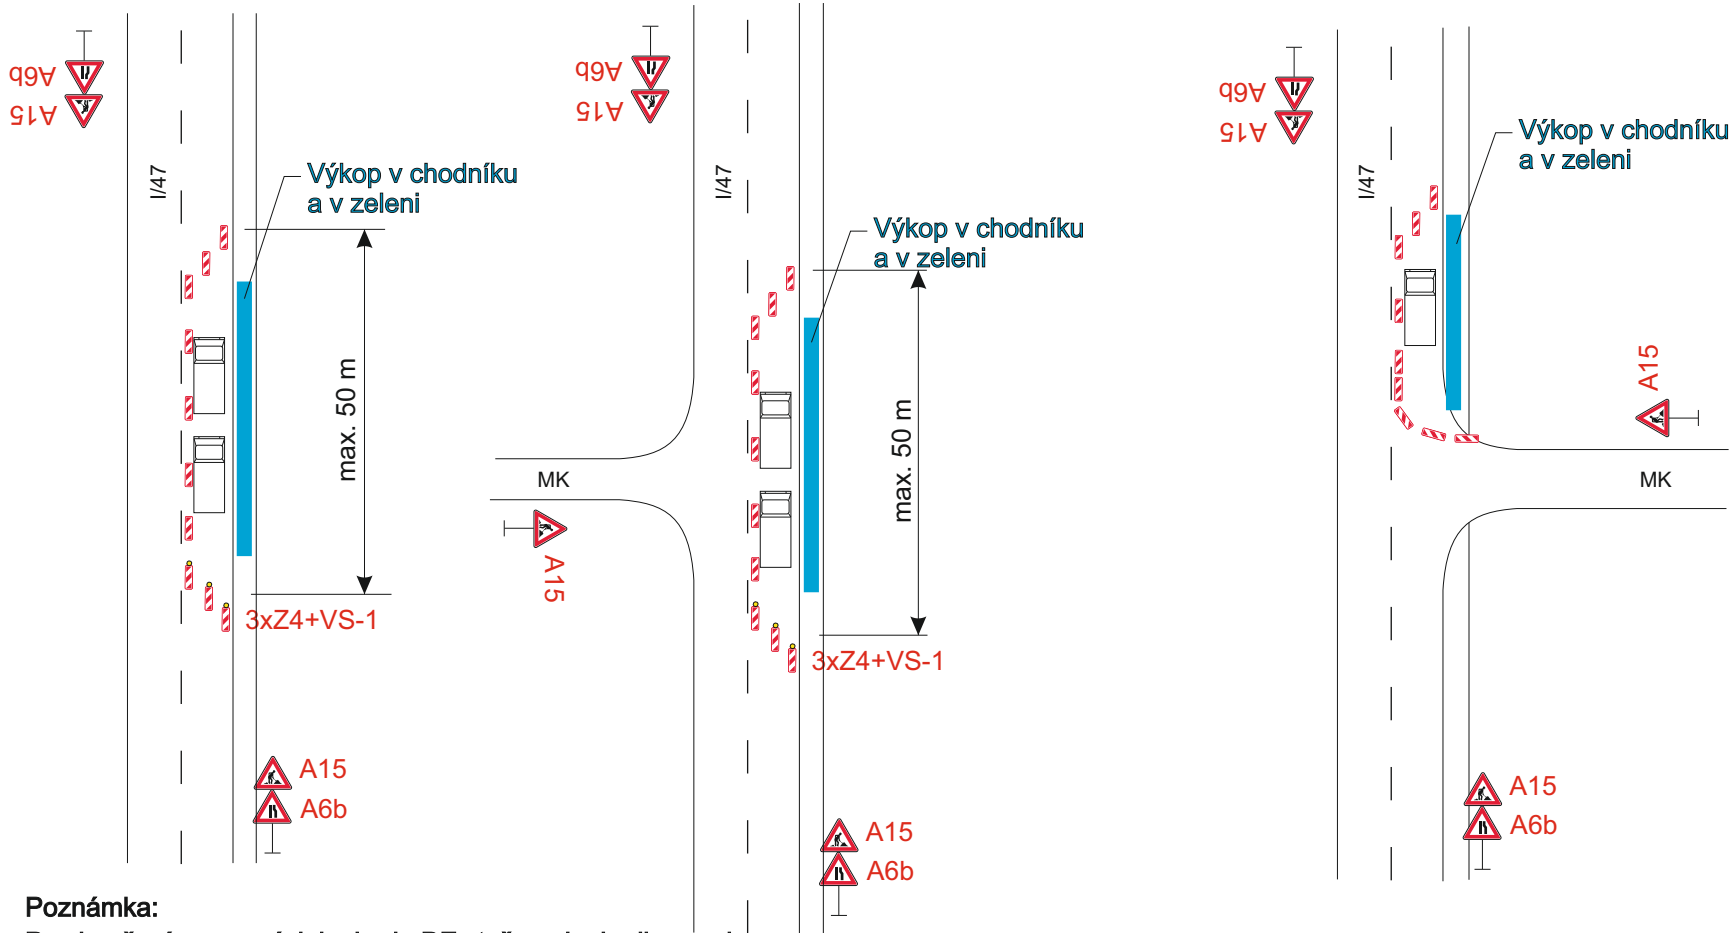 A6b
A15
I/47
Výkop v chodníku
a v zeleni
max. 50 m
3xZ4+VS-1
A15
A6b
A6b
A15
I/47
Výkop v chodníku
a v zeleni
max. 50 m
MK
A15
3xZ4+VS-1
A15
A6b
A6b
A15
I/47
Výkop v chodníku
a v zeleni
A15
MK
A15
A6b
Poznámka: